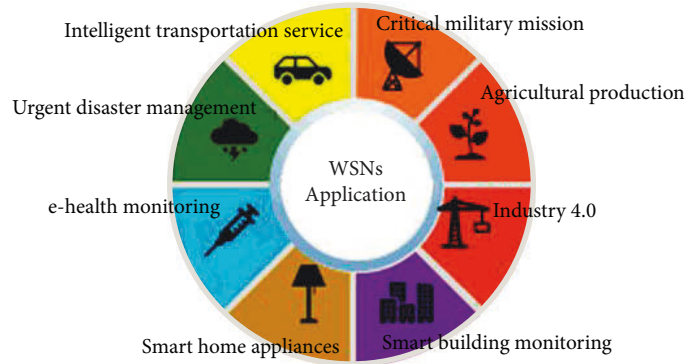 Intelligent transportation service
Critical military mission
Urgent disaster management
Agricultural production
WSNs
Application
e-health monitoring
Industry 4.0
Smart home appliances
Smart building monitoring